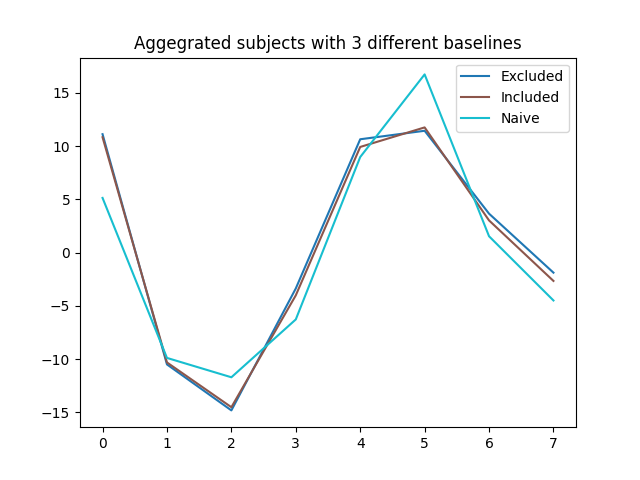 Aggegrated subjects with 3 different baselines
Excluded
Included
Naive
15
10
5
0
−5
−10
−15
0 1 2 3 4 5 6 7